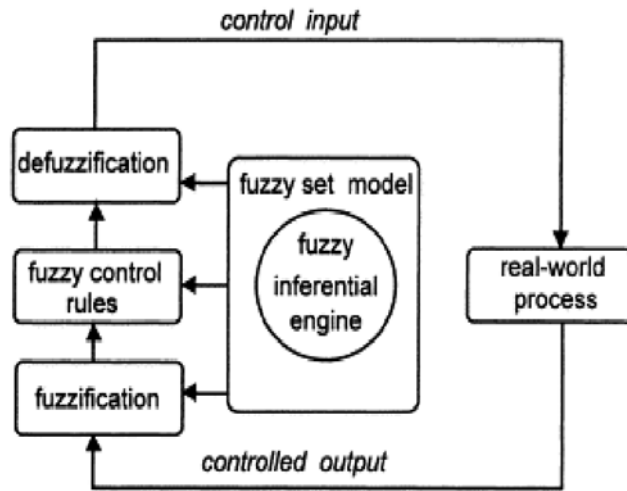 control input
defuzzification
fuzzy set model
fuzzy
inferential
engine
fuzzy control
rules
real-world
process
fuzzification
controlled output